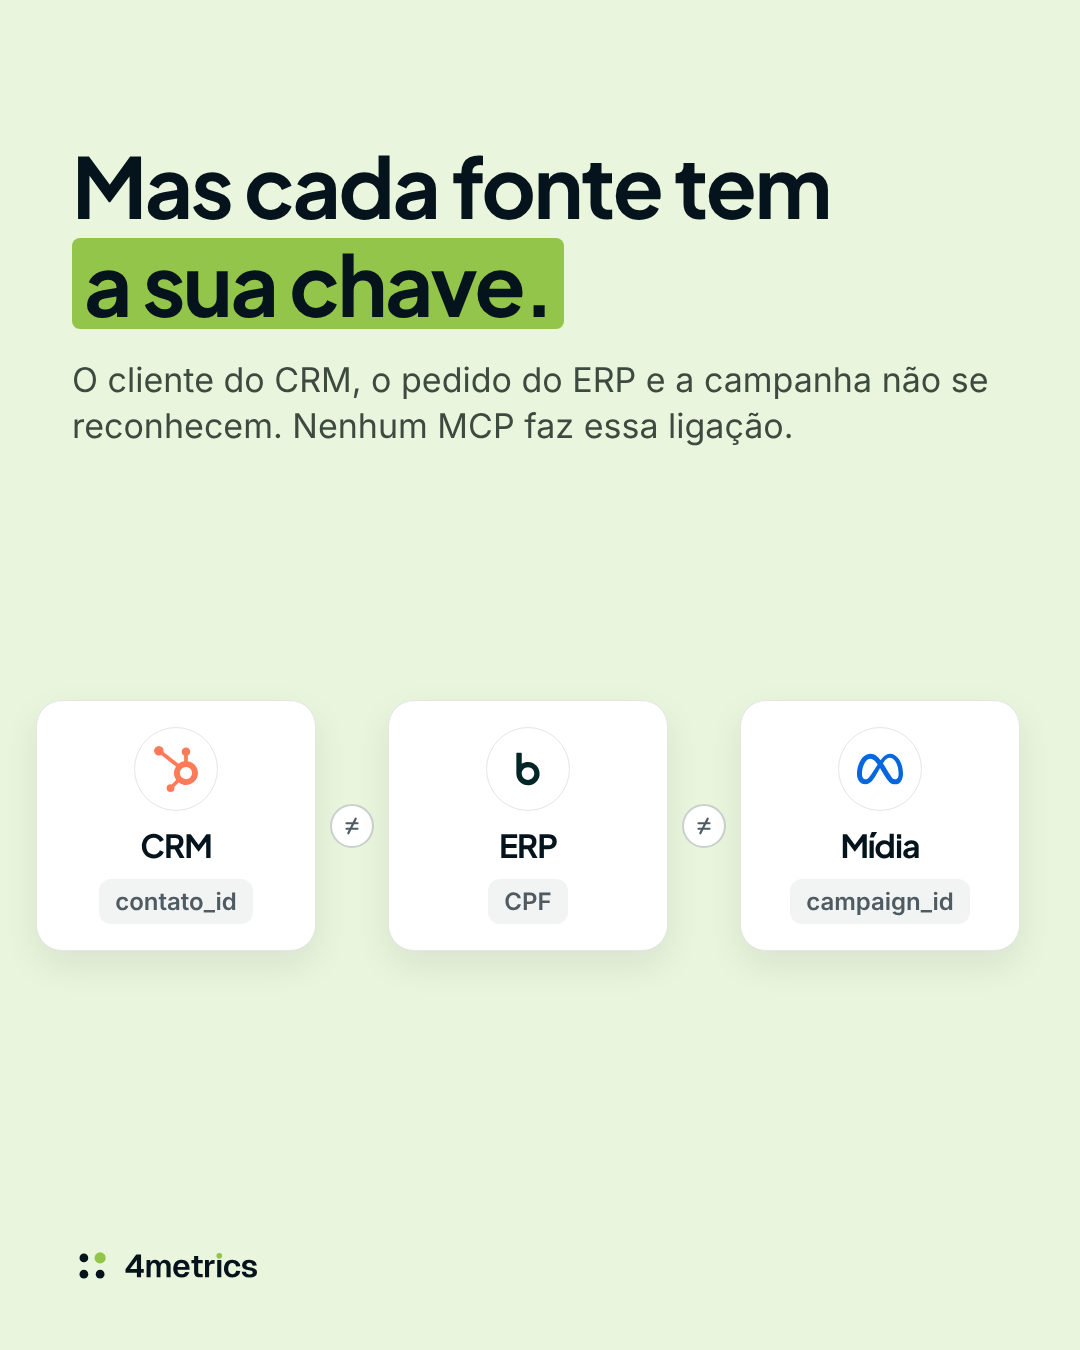 Mas cada fonte tem
a sua chave.
O cliente do CRM, o pedido do ERP e a campanha não se
reconhecem. Nenhum MCP faz essa ligação.
CRM
contato_id
≠
b
ERP
CPF
≠
Mídia
campaign_id
4metrics